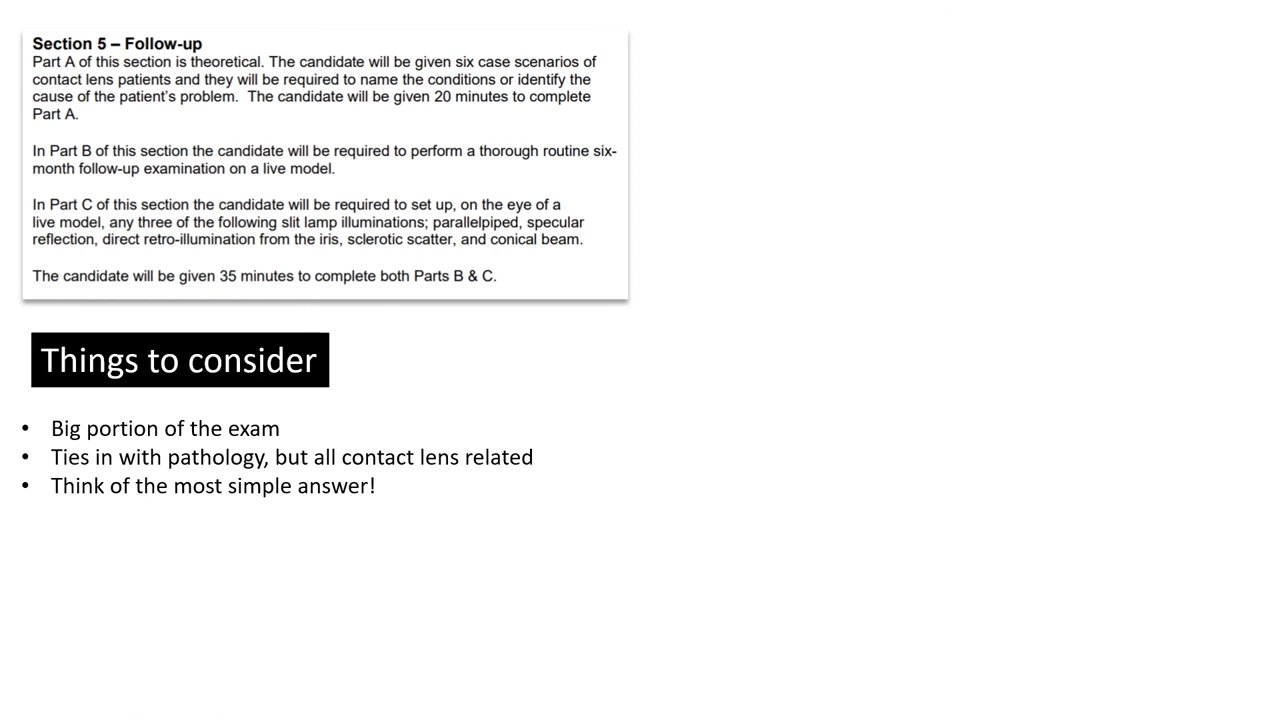 Section 5 – Follow-up
Part A of this section is theoretical. The candidate will be given six case scenarios of
contact lens patients and they will be required to name the conditions or identify the
cause of the patient's problem.  The candidate will be given 20 minutes to complete
Part A.
In Part B of this section the candidate will be required to perform a thorough routine six-
month follow-up examination on a live model.
In Part C of this section the candidate will be required to set up, on the eye of a
live model, any three of the following slit lamp illuminations; parallelpiped, specular
reflection, direct retro-illumination from the iris, sclerotic scatter, and conical beam.
The candidate will be given 35 minutes to complete both Parts B & C.
Things to consider
• Big portion of the exam
• Ties in with pathology, but all contact lens related
• Think of the most simple answer!